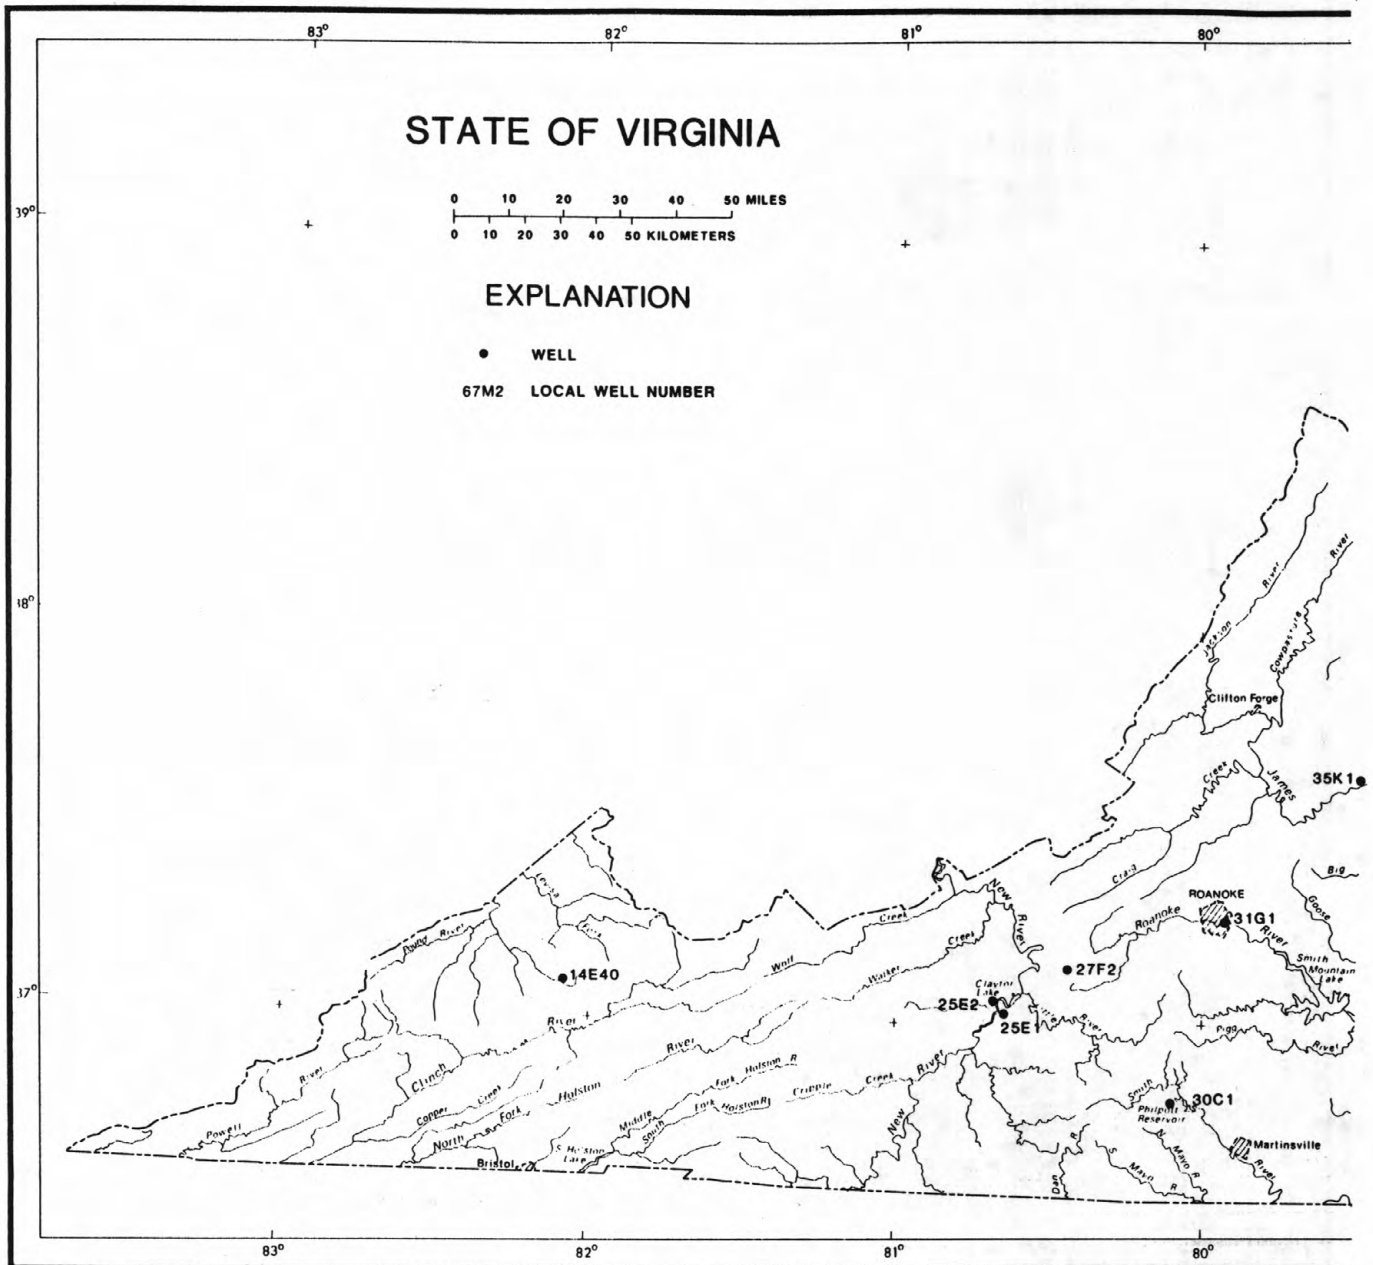 83° 82° 81° 80°
STATE OF VIRGINIA
0 10 20 30 40 50 MILES
0 10 20 30 40 50 KILOMETERS
39°
EXPLANATION
WELL
67M2 LOCAL WELL NUMBER
38°
River
River
Jackson
Cowpasture
Clifton Forge
Creek
James
35K1
Levisa
Fork
Craig
Big
New
River
ROANOKE
Roanoke
31G1
River
Goose
Creek
Wolf
Creek
Walker
Pound River
14E40
27F2
Smith
Mountain
Lake
37°
Claytor
Lake
25E2
25E1
Little
River
Pigg
River
River
River
River
Clinch
Copper Creek
North Fork Holston
Middle Fork Holston R
South Fork Holston R
Cripple Creek
New River
Powell
Smith
30C1
Philpott
Reservoir
Martinsville
River
N Mayo R
S Mayo R
Dan R
Bristol
S Holston
Lake
83° 82° 81° 80°